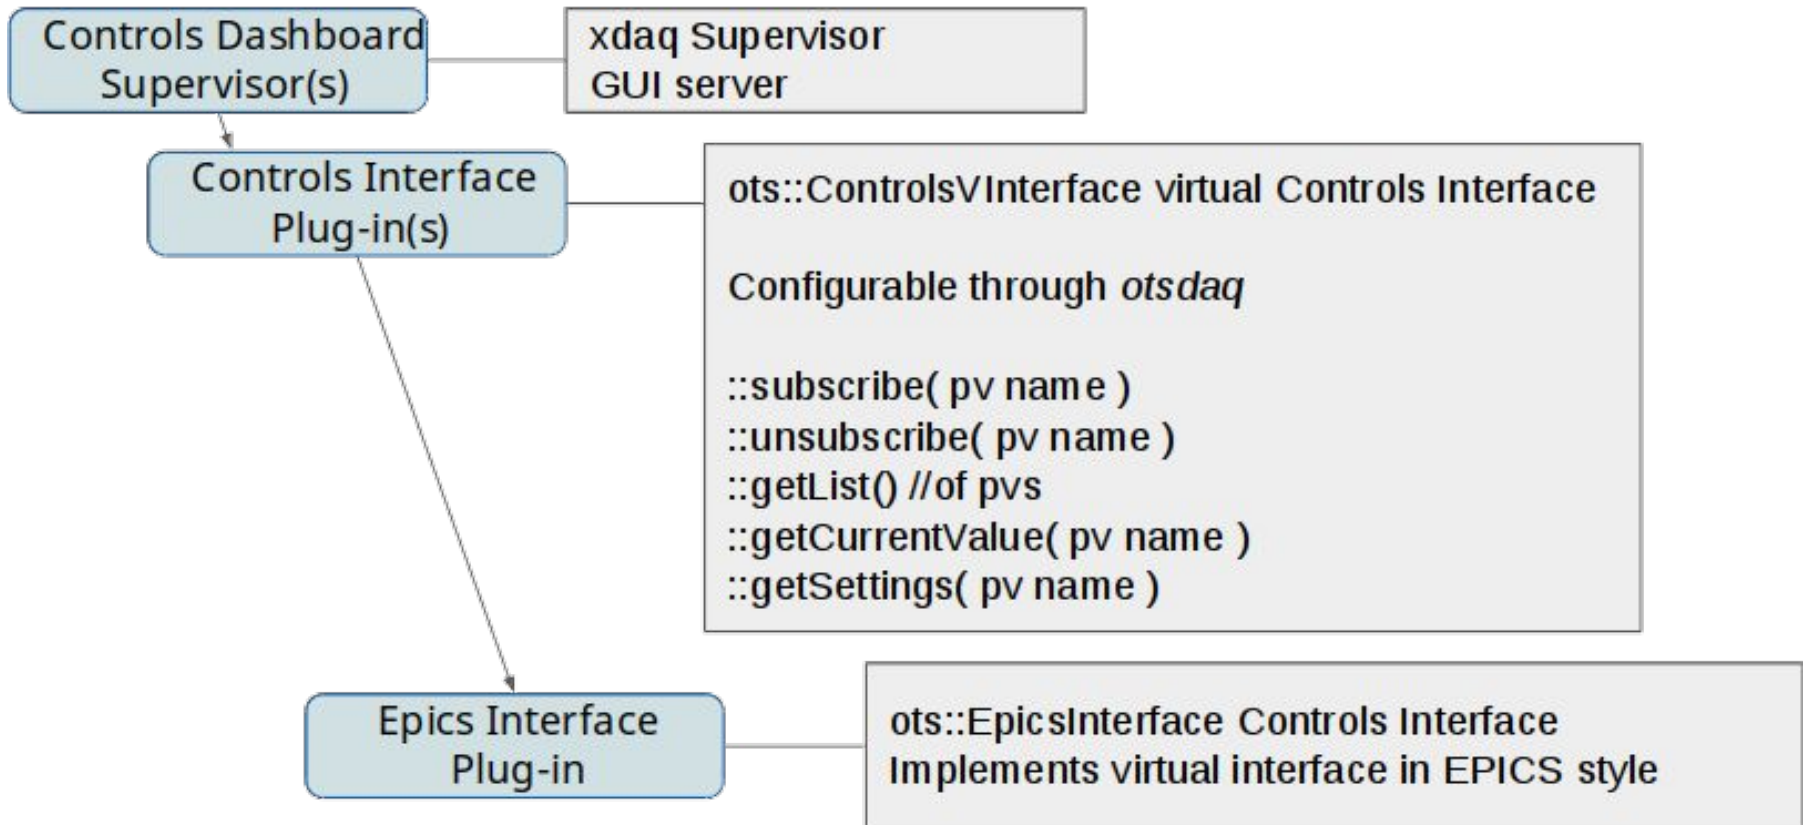 Controls Dashboard
Supervisor(s)
xdaq Supervisor
GUI server
Controls Interface
Plug-in(s)
ots::ControlsVInterface virtual Controls Interface
Configurable through otsdaq
::subscribe( pv name )
::unsubscribe( pv name )
::getList() //of pvs
::getCurrentValue( pv name )
::getSettings( pv name )
Epics Interface
Plug-in
ots::EpicsInterface Controls Interface
Implements virtual interface in EPICS style